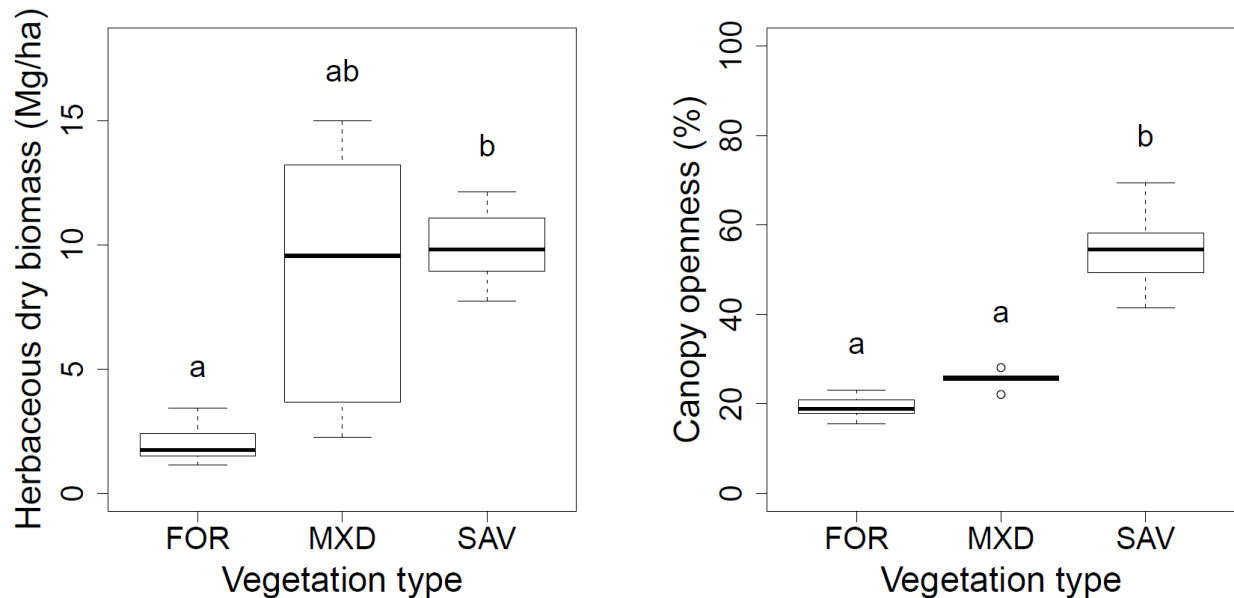 Herbaceous dry biomass (Mg/ha)
15
10
5
0
a
ab
b
FOR MXD SAV
Vegetation type
Canopy openness (%)
100
80
60
40
20
0
a
a
b
FOR MXD SAV
Vegetation type